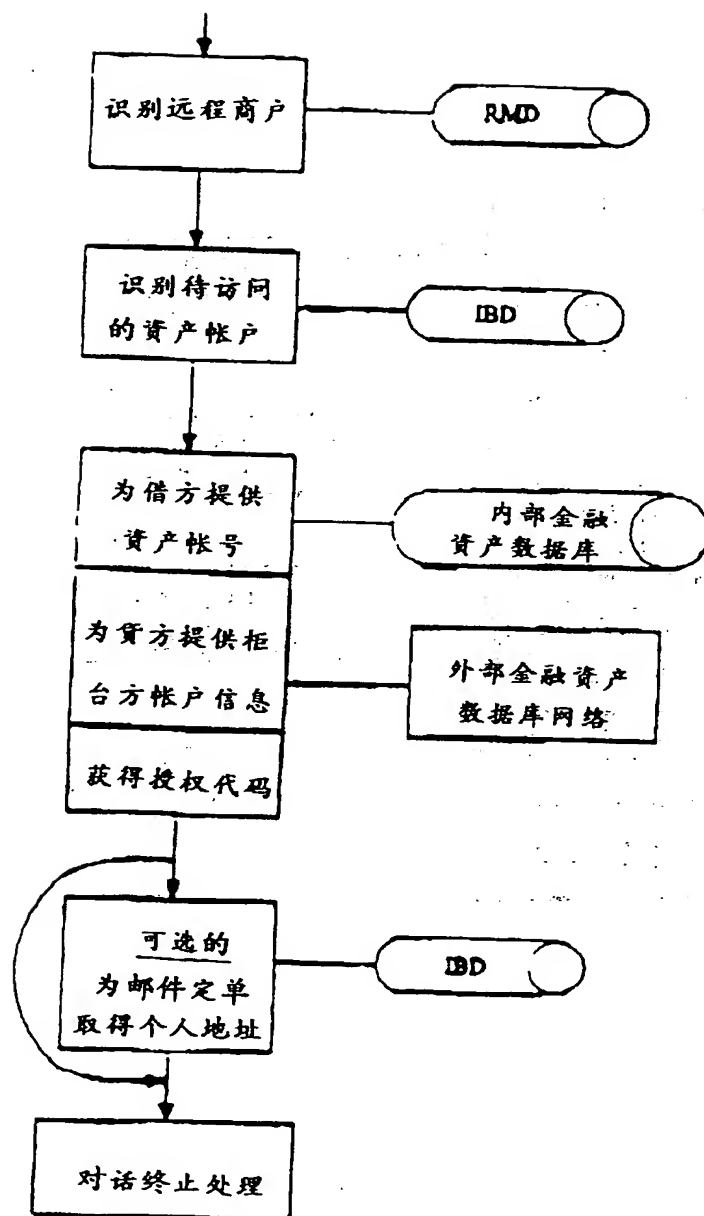 识别远程商户
RMD
识别待访问
的资产帐户
IBD
为借方提供
资产帐号
内部金融
资产数据库
为贷方提供柜
台方帐户信息
外部金融资产
数据库网络
获得授权代码
可选的
为邮件定单
取得个人地址
IBD
对话终止处理